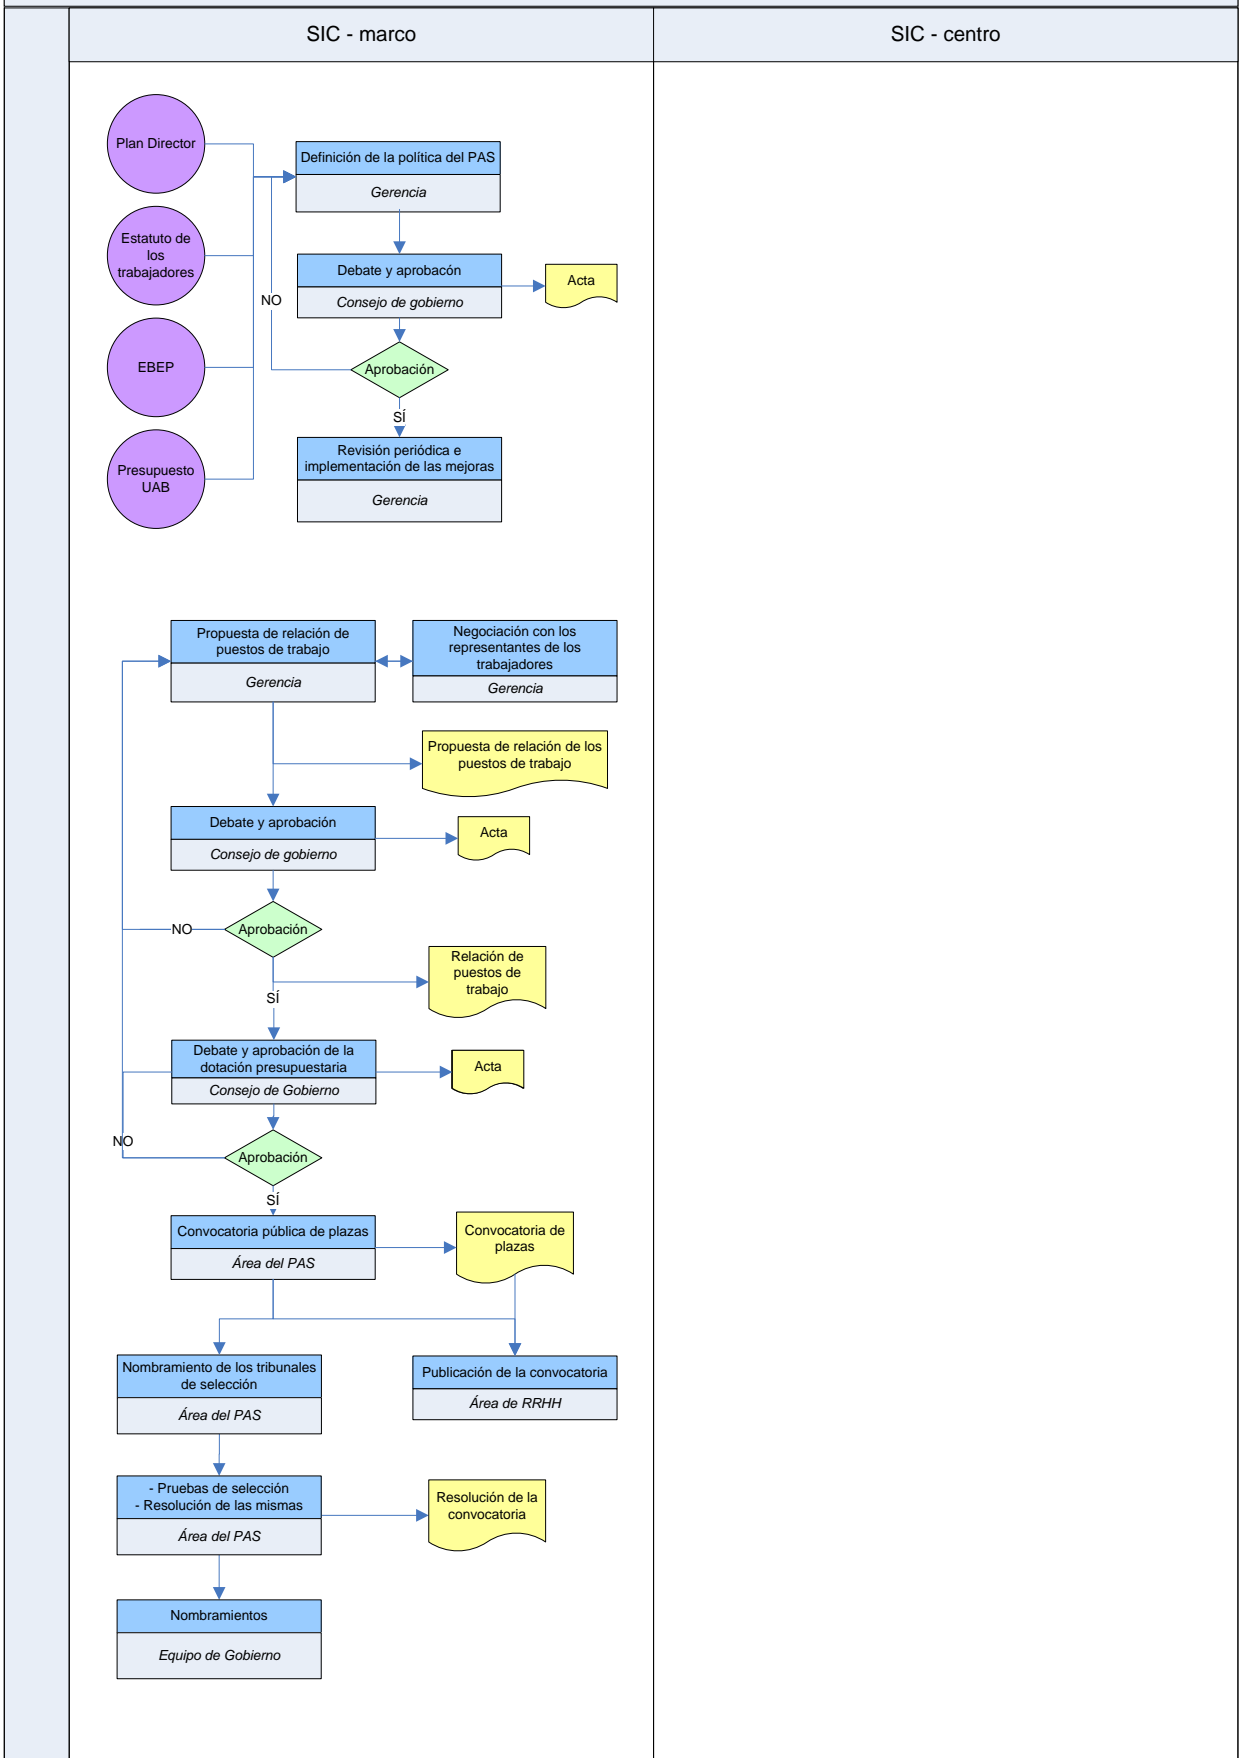 SIC - marco
SIC - centro
Plan Director
Definición de la política del PAS
Gerencia
Estatuto de
los
trabajadores
Debate y aprobacón
Consejo de gobierno
Acta
NO
EBEP
Aprobación
SÍ
Revisión periódica e
implementación de las mejoras
Gerencia
Presupuesto
UAB
Propuesta de relación de
puestos de trabajo
Gerencia
Negociación con los
representantes de los
trabajadores
Gerencia
Propuesta de relación de los
puestos de trabajo
Debate y aprobación
Consejo de gobierno
Acta
NO
Aprobación
Relación de
puestos de
trabajo
SÍ
Debate y aprobación de la
dotación presupuestaria
Consejo de Gobierno
Acta
NO
Aprobación
SÍ
Convocatoria pública de plazas
Área del PAS
Convocatoria de
plazas
Nombramiento de los tribunales
de selección
Área del PAS
Publicación de la convocatoria
Área de RRHH
- Pruebas de selección
- Resolución de las mismas
Área del PAS
Resolución de la
convocatoria
Nombramientos
Equipo de Gobierno